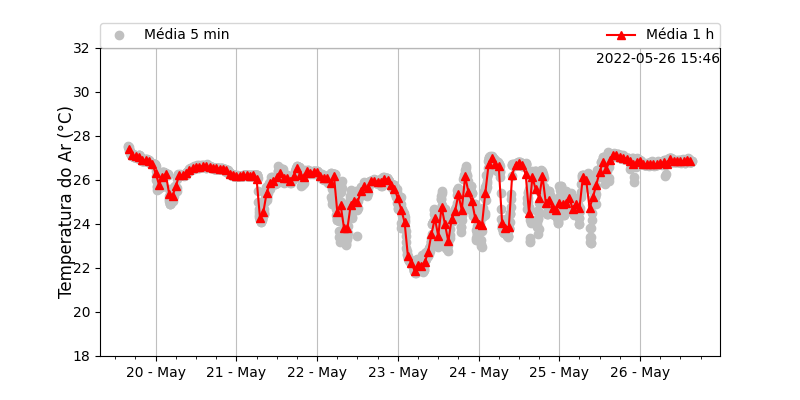 Média 5 min
Média 1 h
2022-05-26 15:46
Temperatura do Ar (°C)
32
30
28
26
24
22
20
18
20 - May
21 - May
22 - May
23 - May
24 - May
25 - May
26 - May